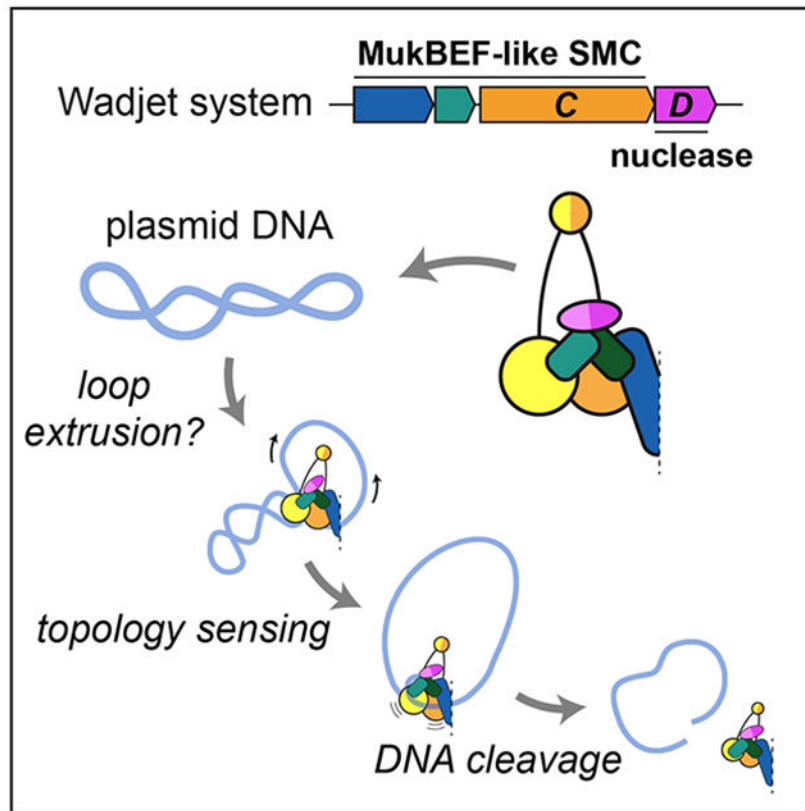 MukBEF-like SMC
Wadjet system
C
D
nuclease
plasmid DNA
loop
extrusion?
topology sensing
DNA cleavage